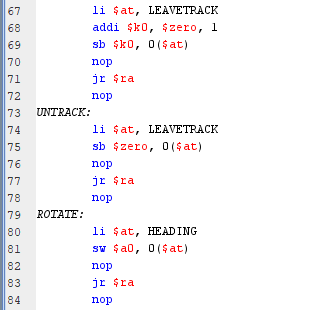 67 li $at, LEAVETRACK
68 addi $k0, $zero, 1
69 sb $k0, 0($at)
70 nop
71 jr $ra
72 nop
73 UNTRACK:
74 li $at, LEAVETRACK
75 sb $zero, 0($at)
76 nop
77 jr $ra
78 nop
79 ROTATE:
80 li $at, HEADING
81 sw $a0, 0($at)
82 nop
83 jr $ra
84 nop